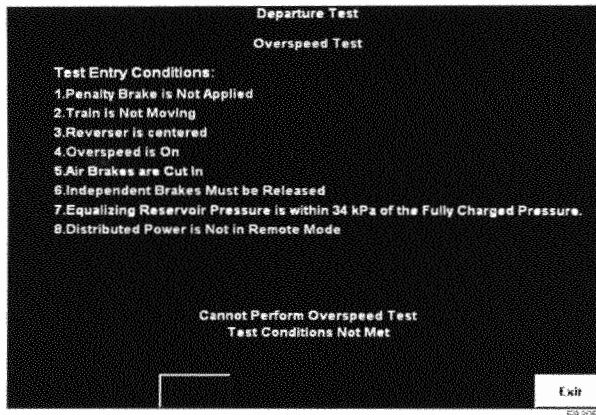 Departure Test
Overspeed Test
Test Entry Conditions:
1.Penalty Brake is Not Applied
2.Train is Not Moving
3.Reverser is centered
4.Overspeed is On
5.Air Brakes are Cut In
6.Independent Brakes Must be Released
7.Equalizing Reservoir Pressure is within 34 kPa of the Fully Charged Pressure.
8.Distributed Power is Not in Remote Mode
Cannot Perform Overspeed Test
Test Conditions Not Met
Exit